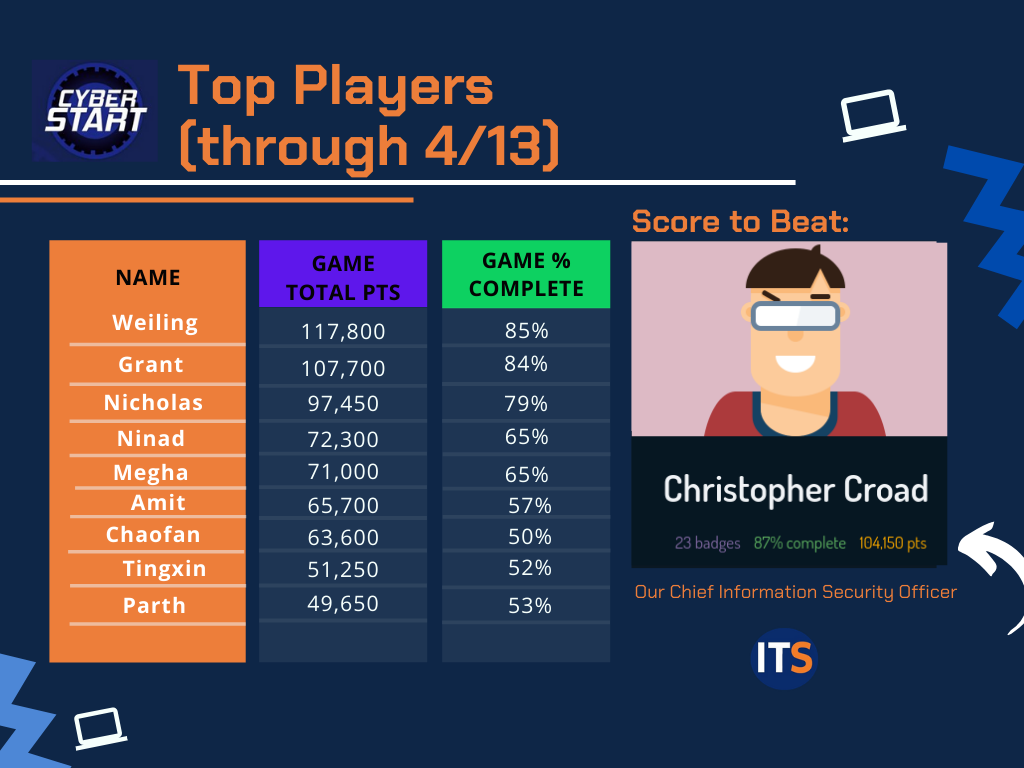 CYBER
START
Top Players
(through 4/13)
Score to Beat:
NAME
GAME
TOTAL PTS
GAME %
COMPLETE
Weiling 117,800 85%
Grant 107,700 84%
Nicholas 97,450 79%
Ninad 72,300 65%
Megha 71,000 65%
Amit 65,700 57%
Chaofan 63,600 50%
Tingxin 51,250 52%
Parth 49,650 53%
Christopher Croad
23 badges 87% complete 104,150 pts
Our Chief Information Security Officer
ITS